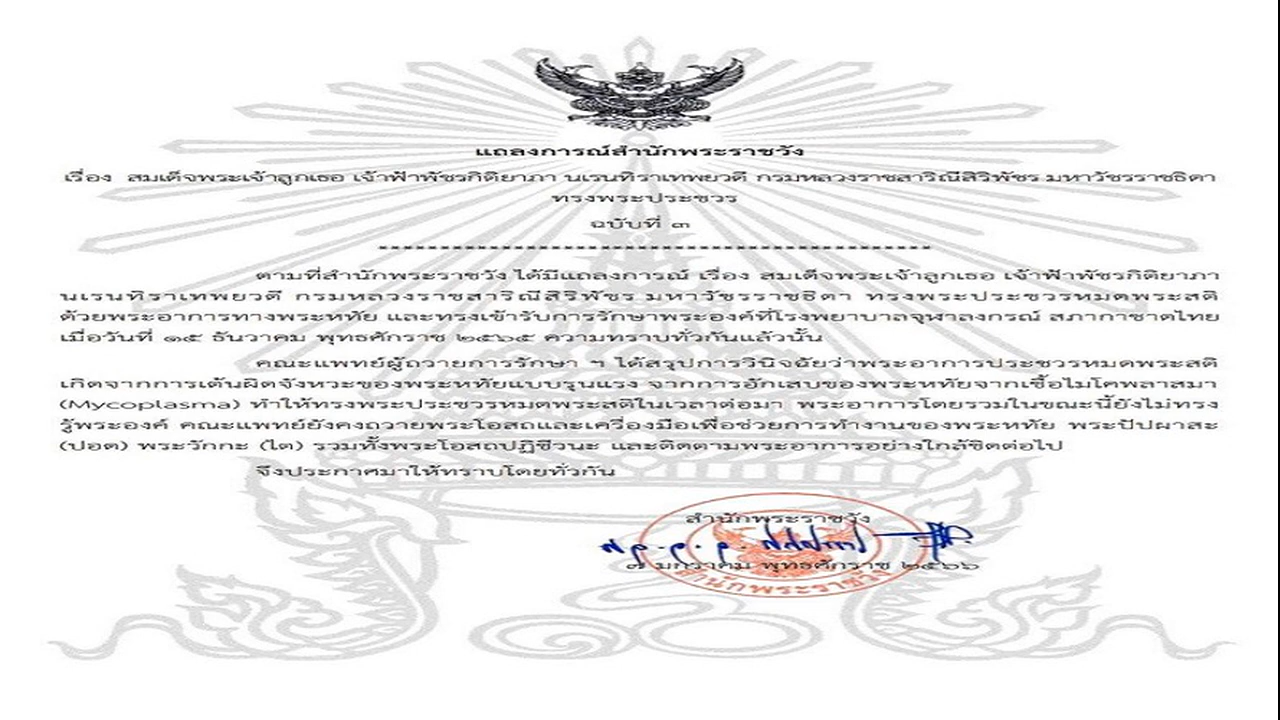 แถลงการณ์สำนักพระราชวัง
เรื่อง สมเด็จพระเจ้าลูกเธอ เจ้าฟ้าพัชรกิติยาภา นเรนทิราเทพยวดี กรมหลวงราชสาริณีสิริพัชร มหาวัชรราชธิดา
ทรงพระประชวร
ฉบับที่ ๓
ตามที่สำนักพระราชวัง ได้มีแถลงการณ์ เรื่อง สมเด็จพระเจ้าลูกเธอ เจ้าฟ้าพัชรกิติยาภา
นเรนทิราเทพยวดี กรมหลวงราชสาริณีสิริพัชร มหาวัชรราชธิดา ทรงพระประชวรหมดพระสติ
ด้วยพระอาการทางพระหทัย และทรงเข้ารับการรักษาพระองค์ที่โรงพยาบาลจุฬาลงกรณ์ สภากาชาดไทย
เมื่อวันที่ ๑๕ ธันวาคม พุทธศักราช ๒๕๖๕ ความทราบทั่วกันแล้วนั้น
คณะแพทย์ผู้ถวายการรักษา ฯ ได้สรุปการวินิจฉัยว่าพระอาการประชวรหมดพระสติ
เกิดจากการเต้นผิดจังหวะของพระหทัยแบบรุนแรง จากการอักเสบของพระหทัยจากเชื้อไมโคพลาสมา
(Mycoplasma) ทำให้ทรงพระประชวรหมดพระสติในเวลาต่อมา พระอาการโดยรวมในขณะนี้ยังไม่ทรง
รู้พระองค์ คณะแพทย์ยังคงถวายพระโอสถและเครื่องมือเพื่อช่วยการทำงานของพระหทัย พระปัปผาสะ
(ปอด) พระวักกะ (ไต) รวมทั้งพระโอสถปฏิชีวนะ และติดตามพระอาการอย่างใกล้ชิดต่อไป
จึงประกาศมาให้ทราบโดยทั่วกัน
สำนักพระราชวัง
๗ มกราคม พุทธศักราช ๒๕๖๖
สำนักพระราชวัง